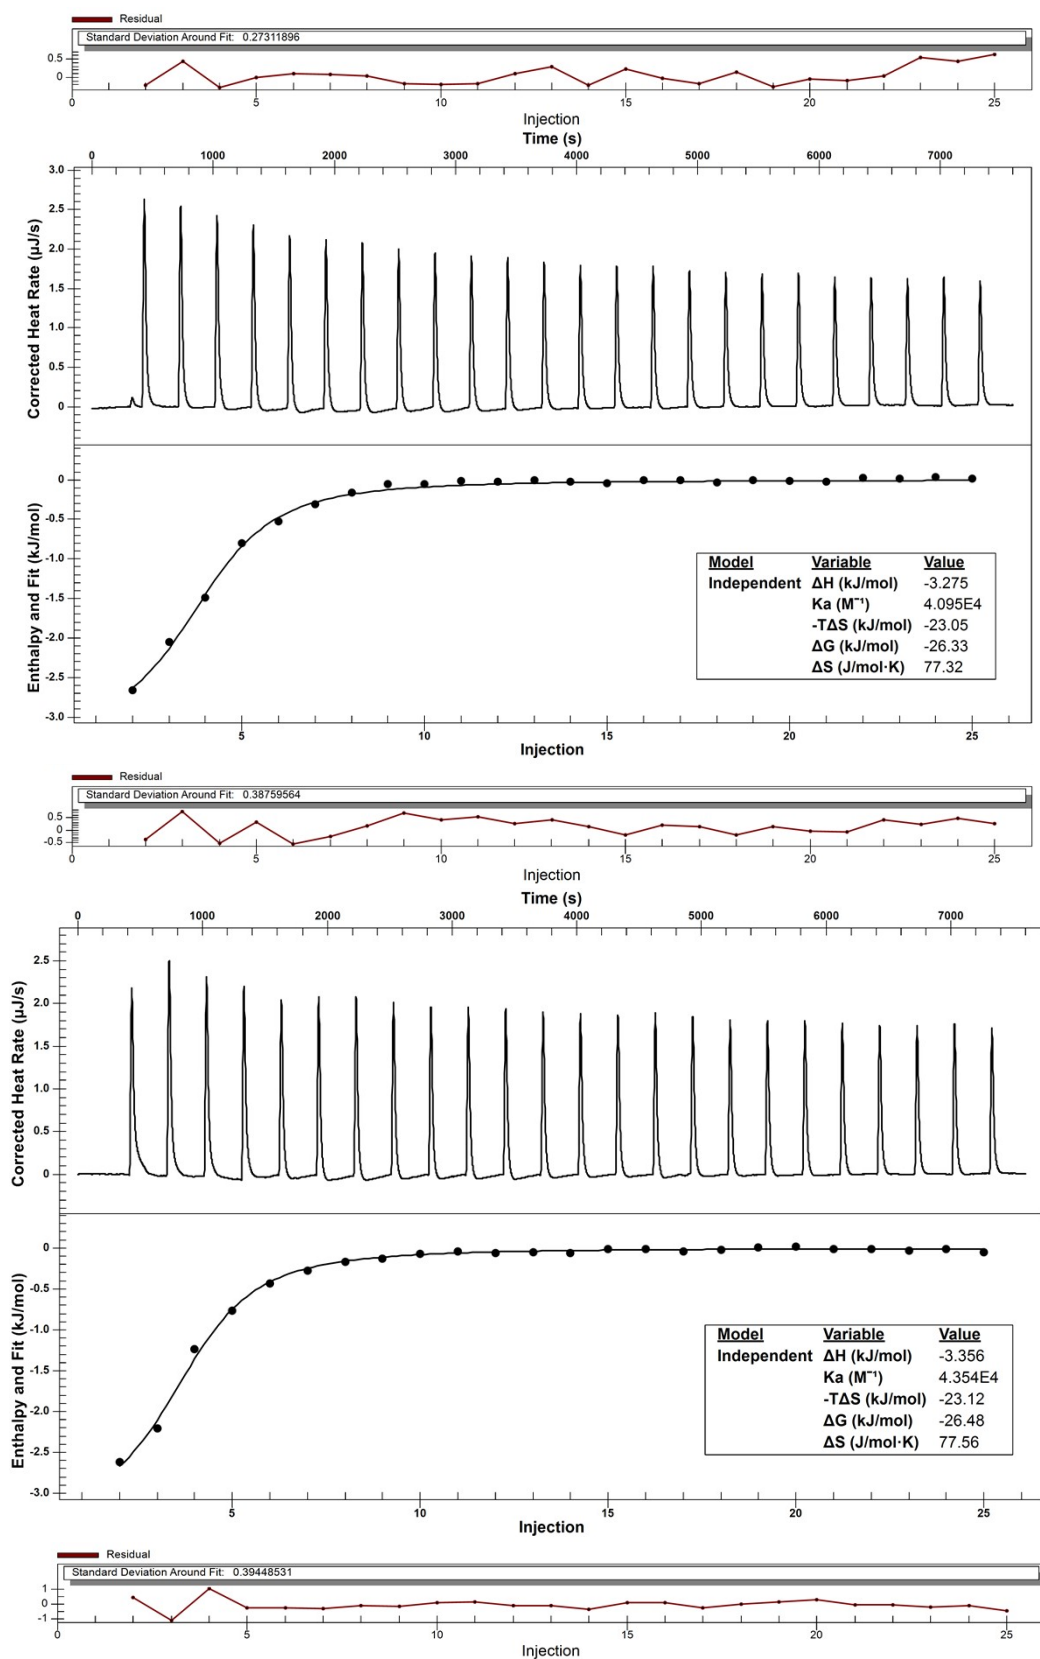 Residual
Standard Deviation Around Fit: 0.27311896
0.5
0
0 5 10 15 20 25
Injection
Time (s)
0 1000 2000 3000 4000 5000 6000 7000
Corrected Heat Rate (µJ/s)
3.0
2.5
2.0
1.5
1.0
0.5
0
Enthalpy and Fit (kJ/mol)
0
-0.5
-1.0
-1.5
-2.0
-2.5
-3.0
Model Variable Value
Independent ΔH (kJ/mol) -3.275
Ka (M⁻¹) 4.095E4
-TΔS (kJ/mol) -23.05
ΔG (kJ/mol) -26.33
ΔS (J/mol·K) 77.32
5 10 15 20 25
Injection
Residual
Standard Deviation Around Fit: 0.38759564
0.5
0
-0.5
0 5 10 15 20 25
Injection
Time (s)
0 1000 2000 3000 4000 5000 6000 7000
Corrected Heat Rate (µJ/s)
2.5
2.0
1.5
1.0
0.5
0
Enthalpy and Fit (kJ/mol)
0
-0.5
-1.0
-1.5
-2.0
-2.5
-3.0
Model Variable Value
Independent ΔH (kJ/mol) -3.356
Ka (M⁻¹) 4.354E4
-TΔS (kJ/mol) -23.12
ΔG (kJ/mol) -26.48
ΔS (J/mol·K) 77.56
5 10 15 20 25
Injection
Residual
Standard Deviation Around Fit: 0.39448531
1
0
-1
0 5 10 15 20 25
Injection